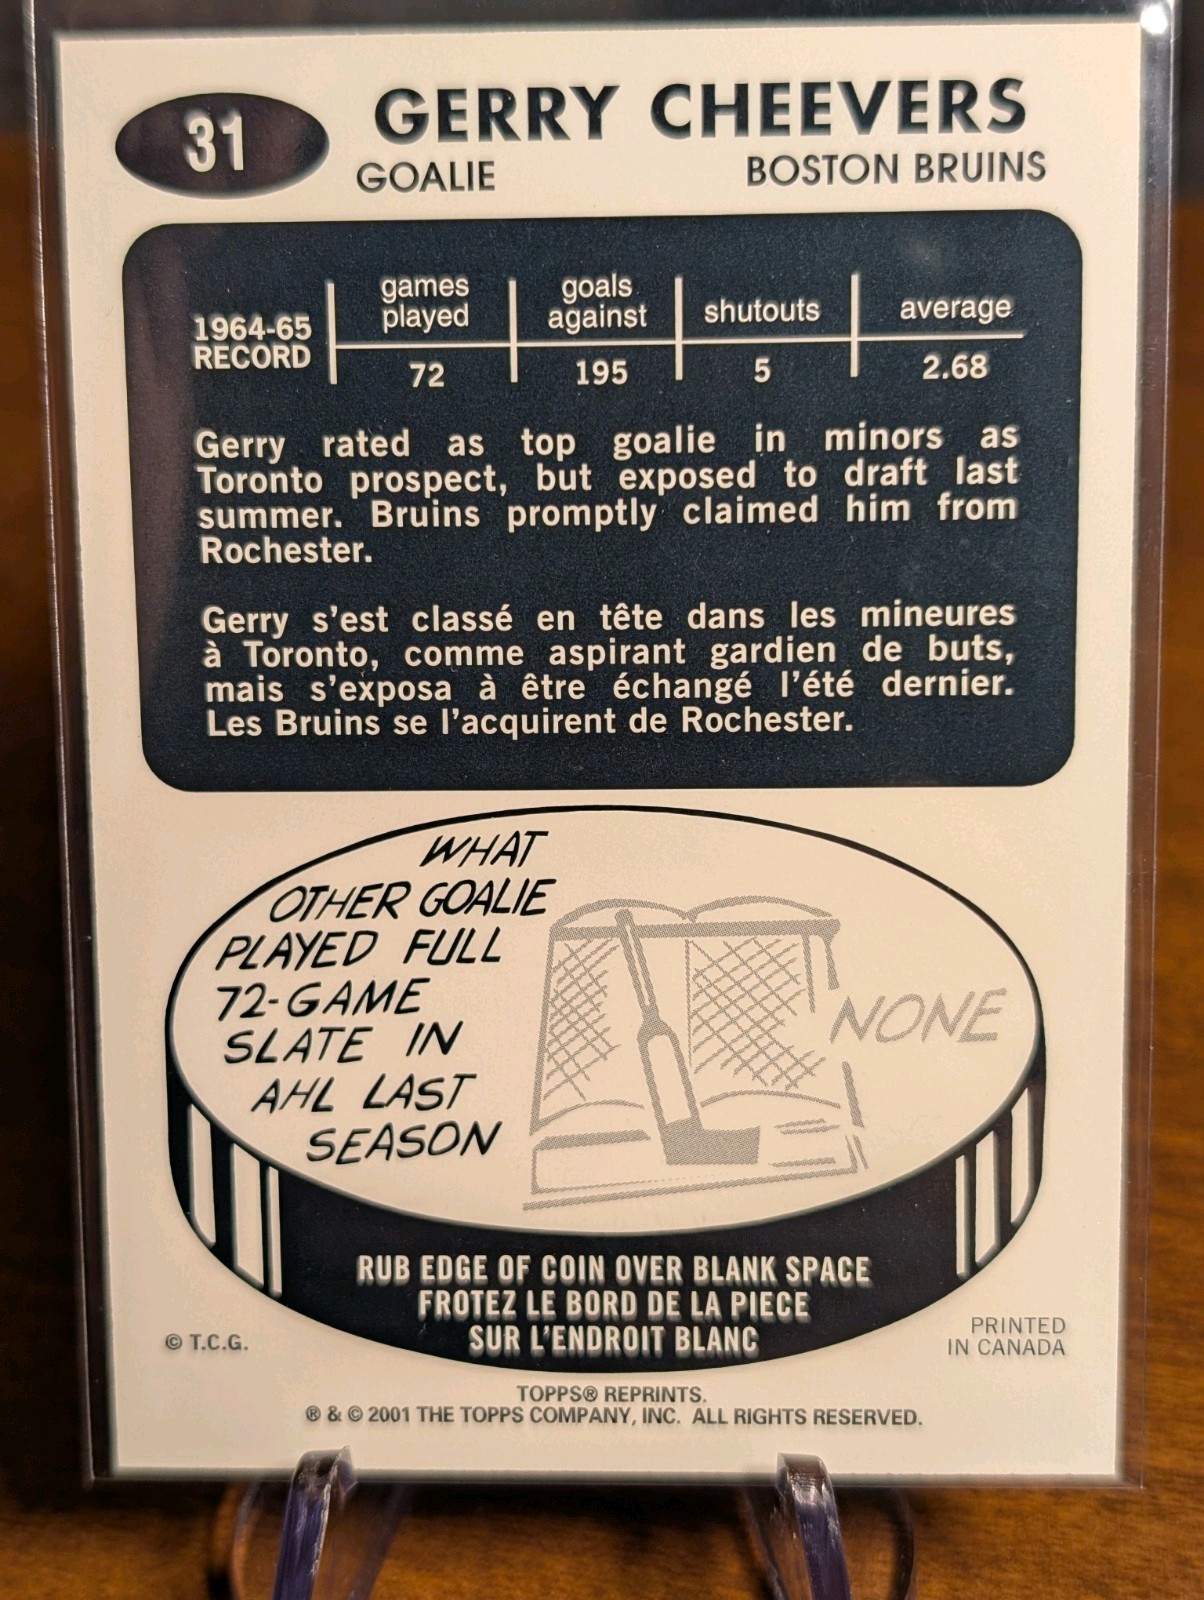 31
GERRY CHEEVERS
GOALIE
BOSTON BRUINS
1964-65
RECORD
games
played
goals
against
shutouts
average
72
195
5
2.68
Gerry rated as top goalie in minors as
Toronto prospect, but exposed to draft last
summer. Bruins promptly claimed him from
Rochester.
Gerry s'est classé en tête dans les mineures
à Toronto, comme aspirant gardien de buts,
mais s'exposa à être échangé l'été dernier.
Les Bruins se l'acquirent de Rochester.
WHAT
OTHER GOALIE
PLAYED FULL
72-GAME
SLATE IN
AHL LAST
SEASON
NONE
RUB EDGE OF COIN OVER BLANK SPACE
FROTEZ LE BORD DE LA PIECE
SUR L'ENDROIT BLANC
© T.C.G.
PRINTED
IN CANADA
TOPPS® REPRINTS.
® & © 2001 THE TOPPS COMPANY, INC. ALL RIGHTS RESERVED.